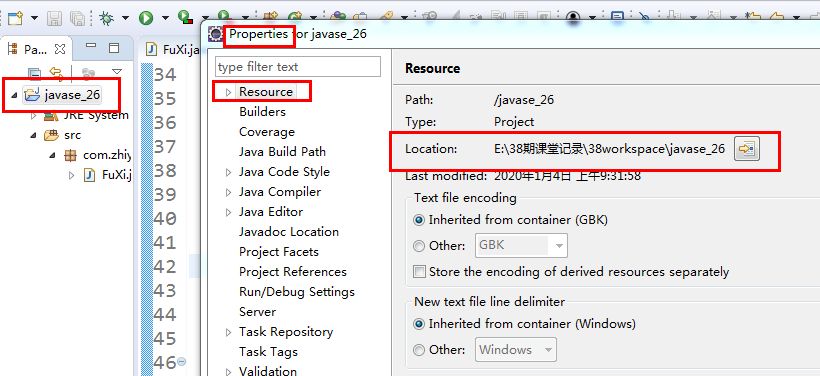 Properties for javase_26
Pa...
FuXi.ja
javase_26
JRE System
src
com.zhiy
FuXi.j
34
35
36
37
38
39
40
41
42
43
44
45
46
type filter text
Resource
Builders
Coverage
Java Build Path
Java Code Style
Java Compiler
Java Editor
Javadoc Location
Project Facets
Project References
Run/Debug Settings
Server
Task Repository
Task Tags
Validation
Resource
Path: /javase_26
Type: Project
Location: E:\38期课堂记录\38workspace\javase_26
Last modified: 2020年1月4日 上午9:31:58
Text file encoding
Inherited from container (GBK)
Other: GBK
Store the encoding of derived resources separately
New text file line delimiter
Inherited from container (Windows)
Other: Windows